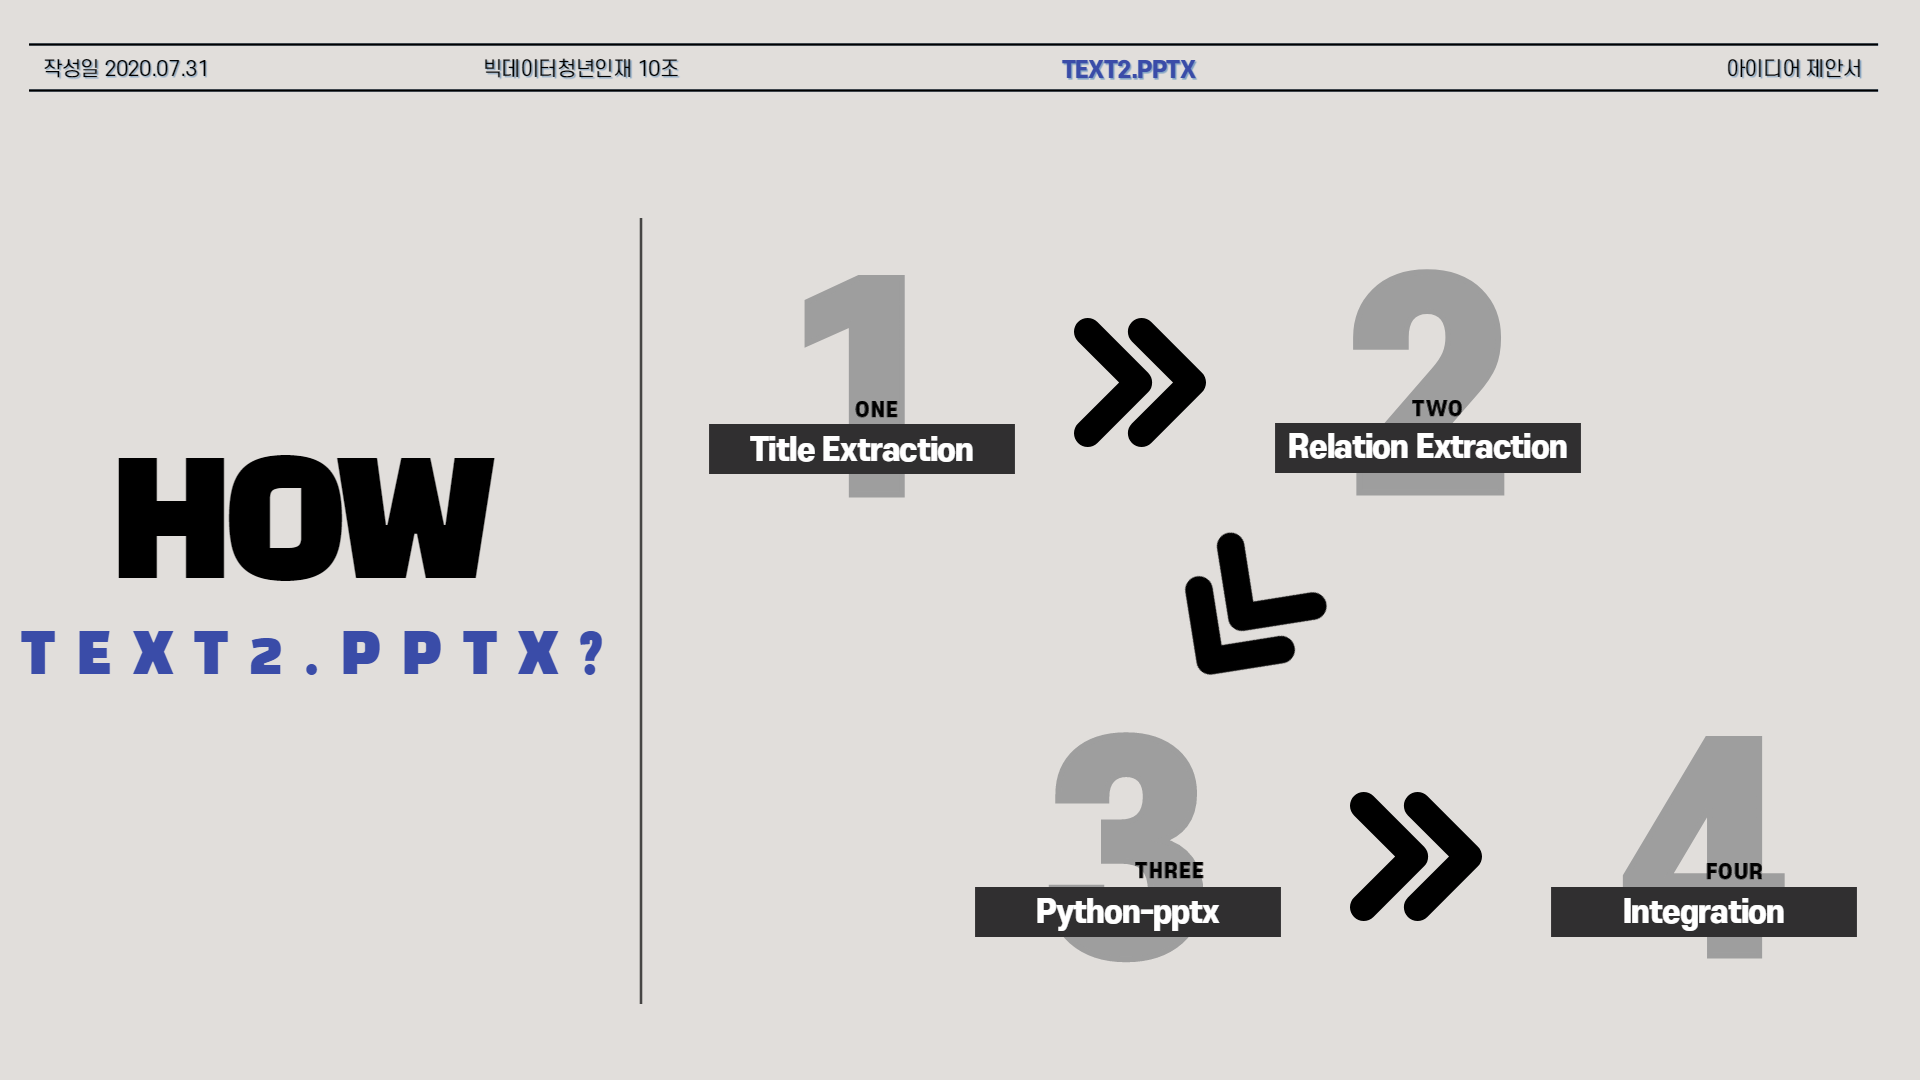 작성일 2020.07.31
빅데이터청년인재 10조
TEXT2.PPTX
아이디어 제안서
HOW
TEXT2.PPTX?
1
ONE
Title Extraction
2
TWO
Relation Extraction
3
THREE
Python-pptx
4
FOUR
Integration